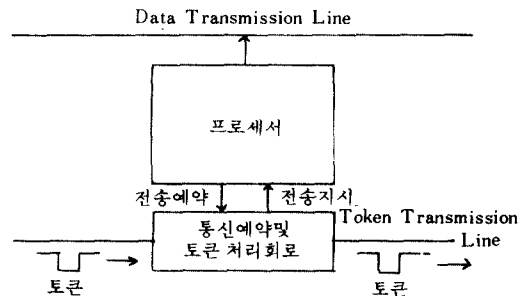 Data Transmission Line
프로세서
전송예약 전송지시
통신예약및 Token Transmission
토큰 처리회로 Line
토큰 토큰